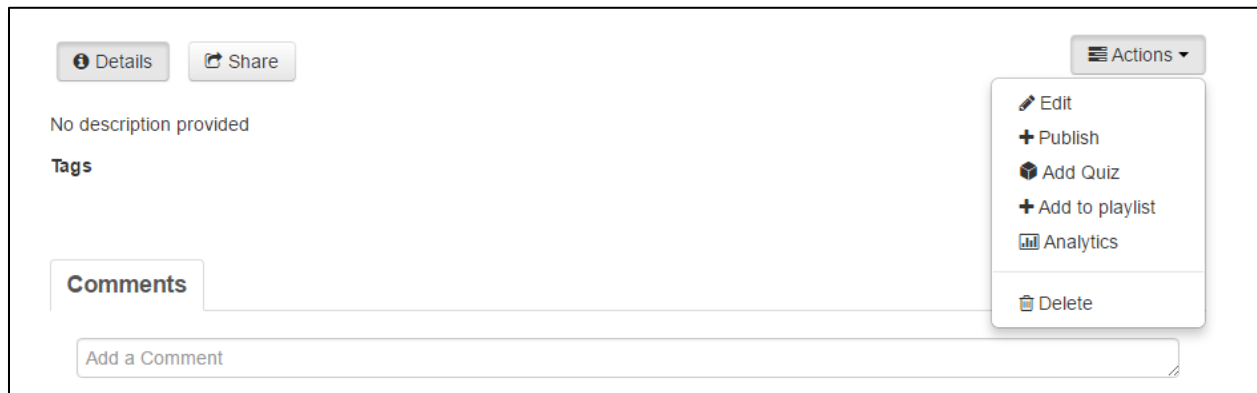 Details
Share
Actions
Edit
No description provided
Publish
Tags
Add Quiz
Add to playlist
Analytics
Comments
Delete
Add a Comment